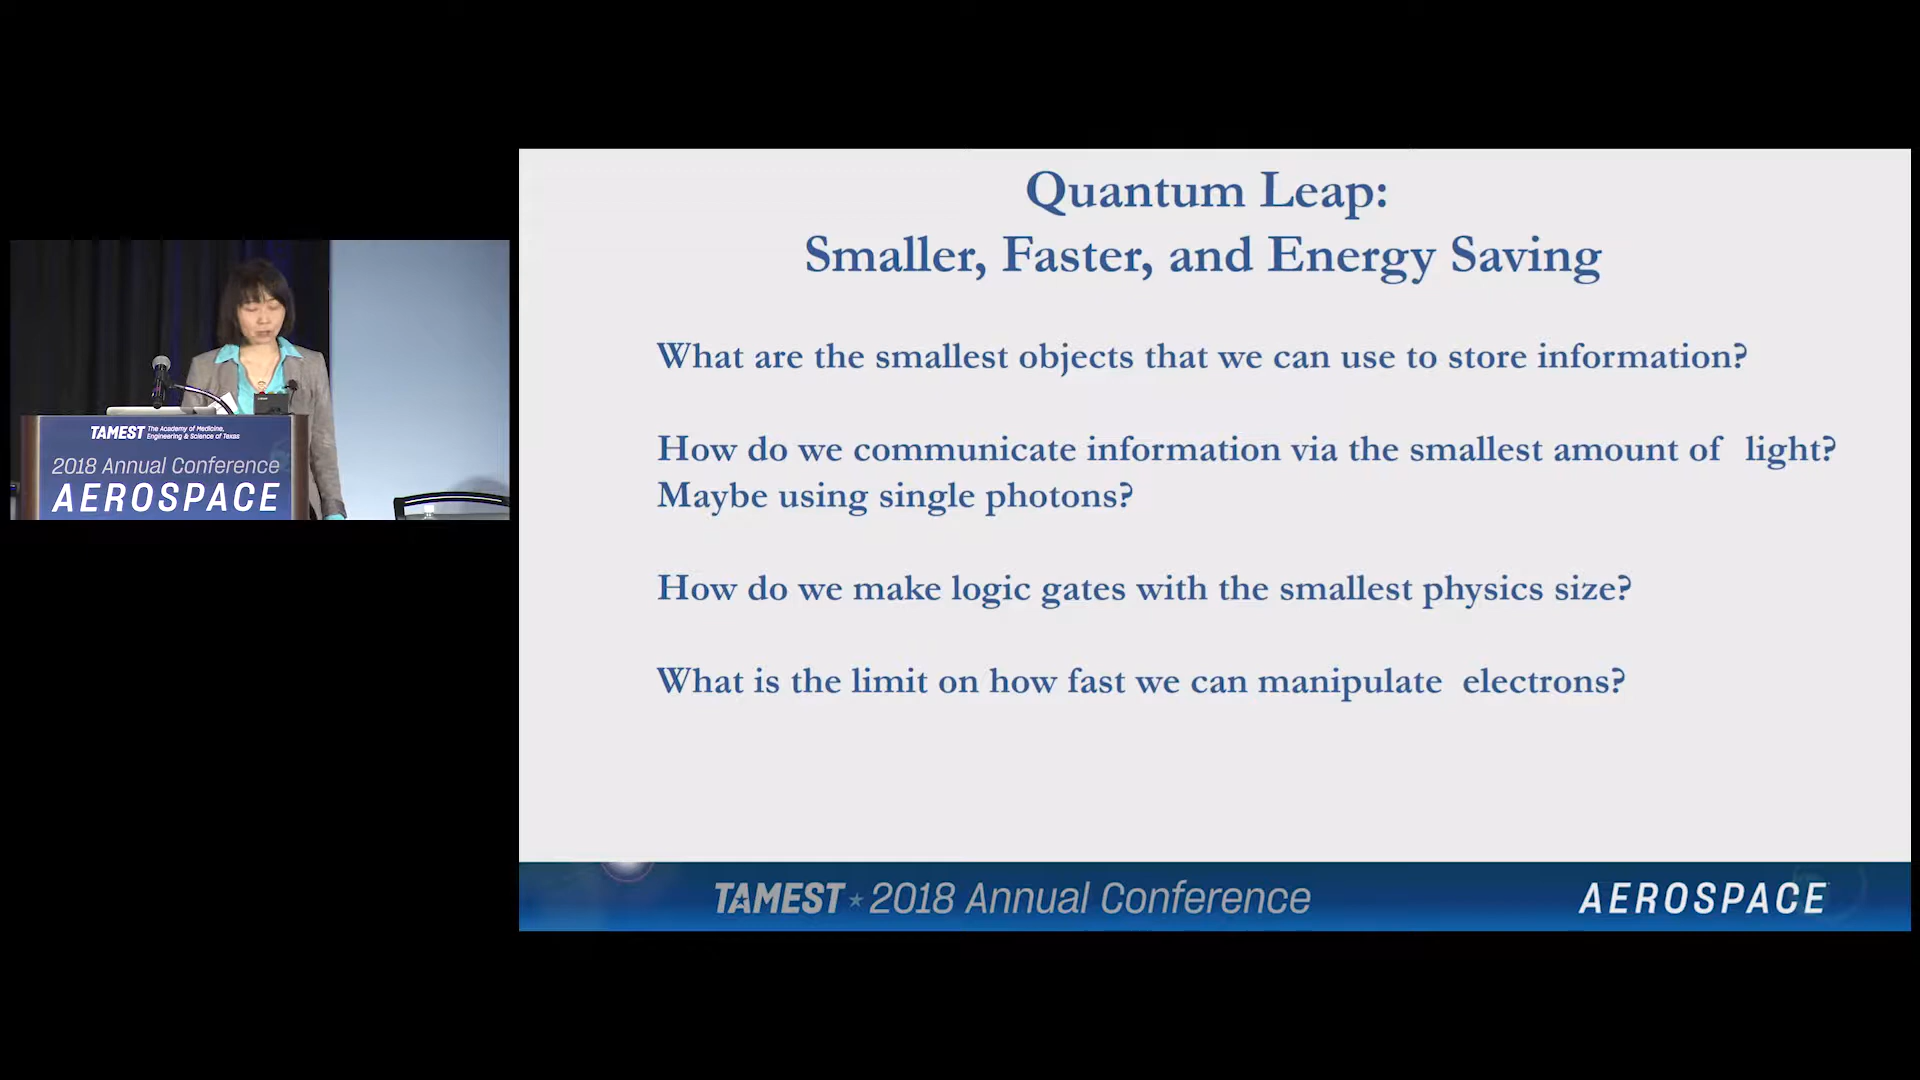 TAMEST The Academy of Medicine,
Engineering & Science of Texas
2018 Annual Conference
AEROSPACE
Quantum Leap:
Smaller, Faster, and Energy Saving
What are the smallest objects that we can use to store information?
How do we communicate information via the smallest amount of light?
Maybe using single photons?
How do we make logic gates with the smallest physics size?
What is the limit on how fast we can manipulate electrons?
TAMEST ★ 2018 Annual Conference
AEROSPACE